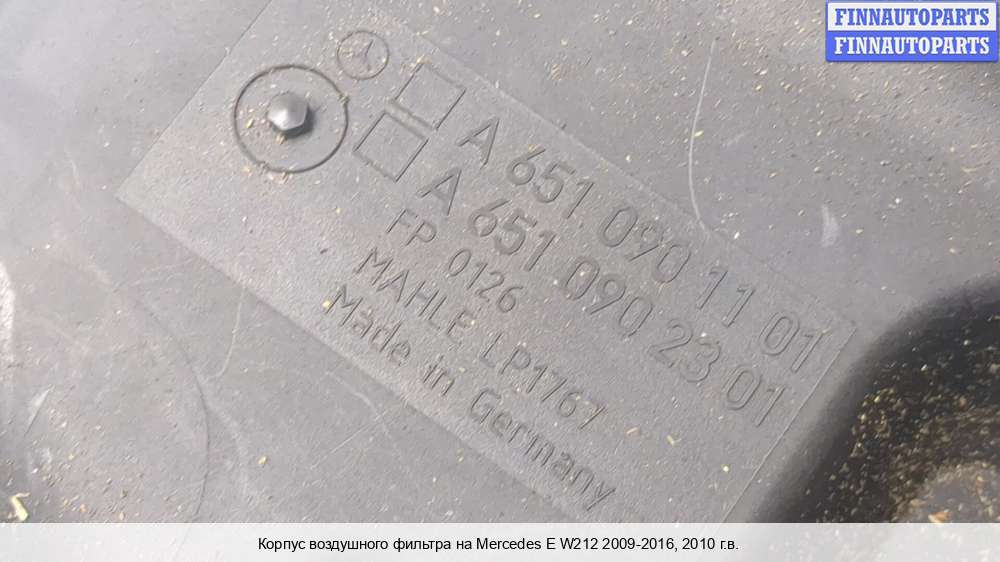 FINNAUTOPARTS
FINNAUTOPARTS
A 651 090 11 01
A 651 090 23 01
FP 0126
MAHLE LP1767
Made in Germany
Корпус воздушного фильтра на Mercedes E W212 2009-2016, 2010 г.в.